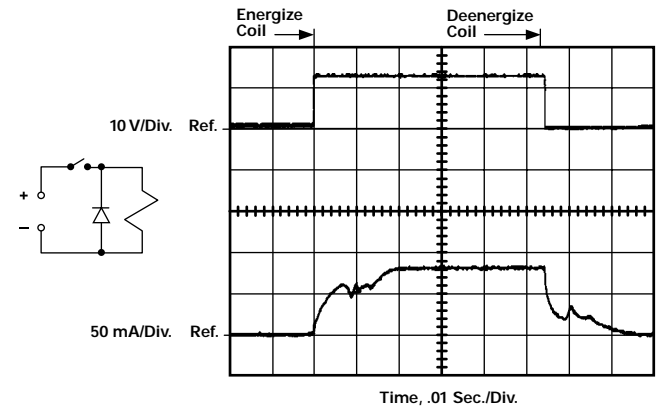 Energize
Coil
Deenergize
Coil
10 V/Div. Ref.
+
−
50 mA/Div. Ref.
Time, .01 Sec./Div.